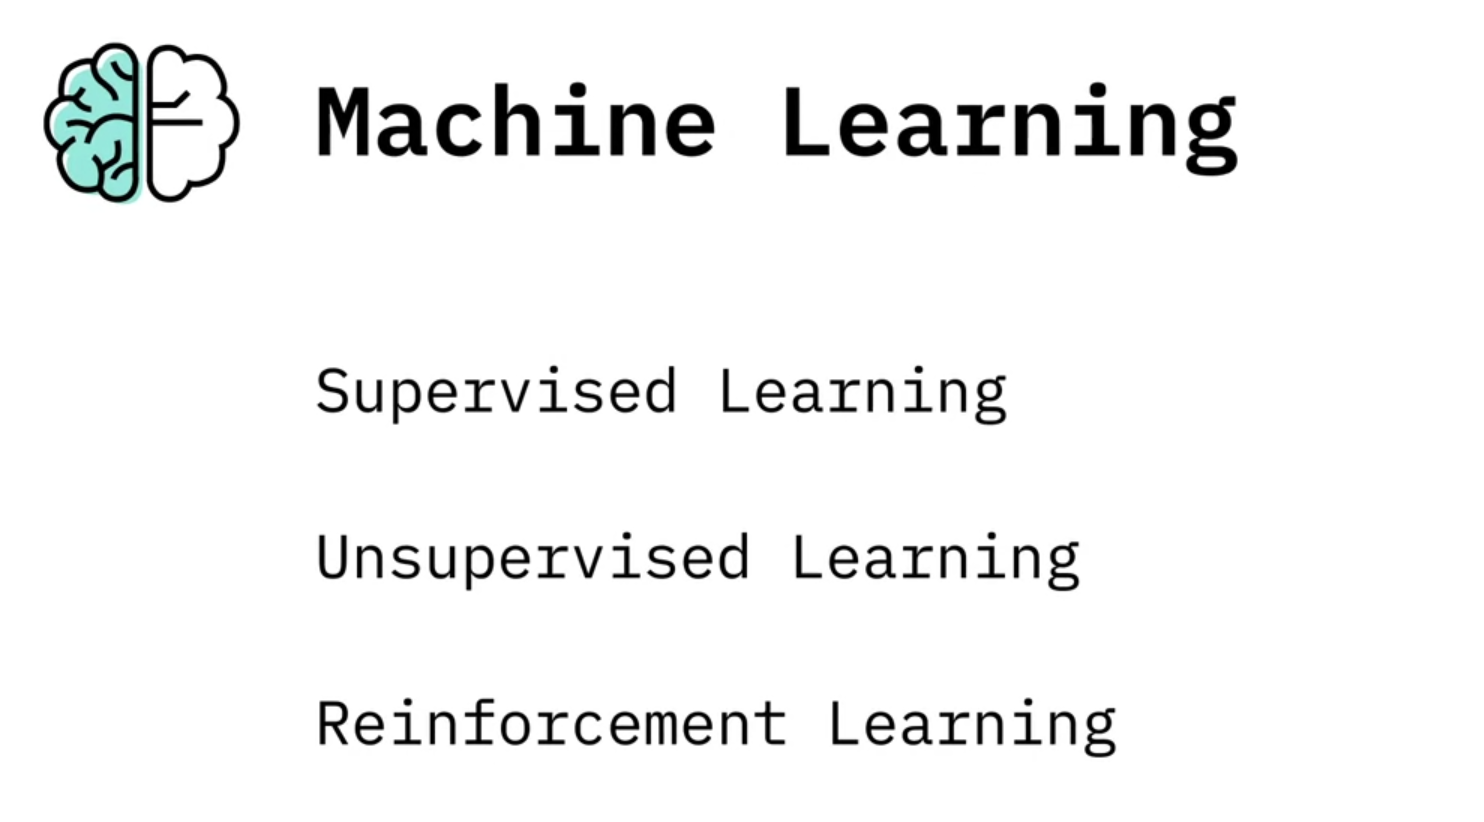 Machine Learning
Supervised Learning
Unsupervised Learning
Reinforcement Learning